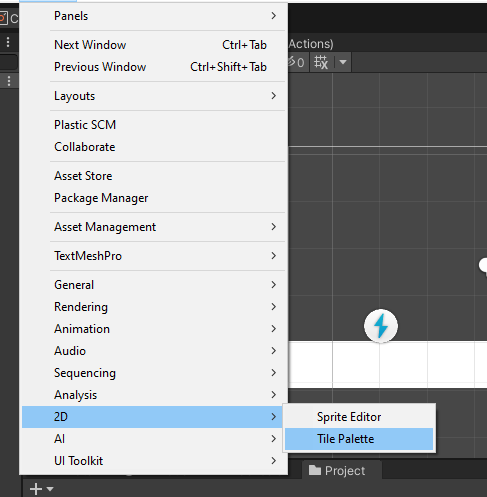 Panels
Next Window Ctrl+Tab
Previous Window Ctrl+Shift+Tab
Layouts
Plastic SCM
Collaborate
Asset Store
Package Manager
Asset Management
TextMeshPro
General
Rendering
Animation
Audio
Sequencing
Analysis
2D
AI
UI Toolkit
Sprite Editor
Tile Palette
C
Actions)
0
Project